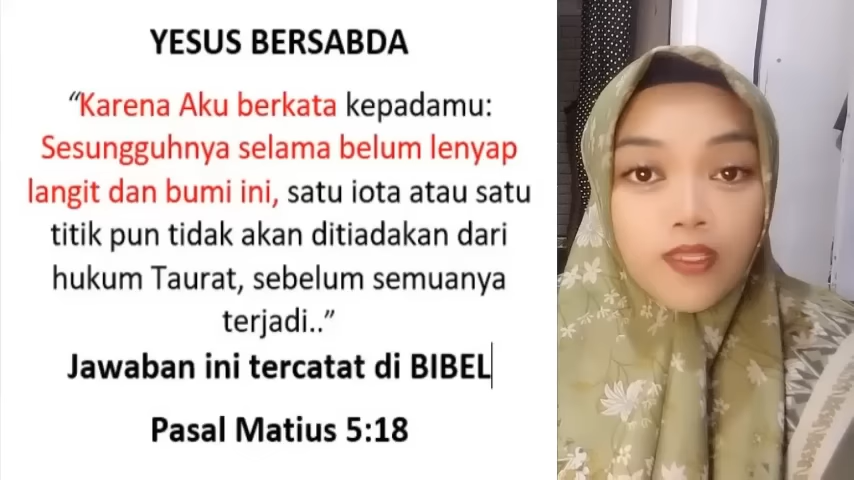 YESUS BERSABDA
“Karena Aku berkata kepadamu:
Sesungguhnya selama belum lenyap
langit dan bumi ini, satu iota atau satu
titik pun tidak akan ditiadakan dari
hukum Taurat, sebelum semuanya
terjadi..”
Jawaban ini tercatat di BIBEL
Pasal Matius 5:18